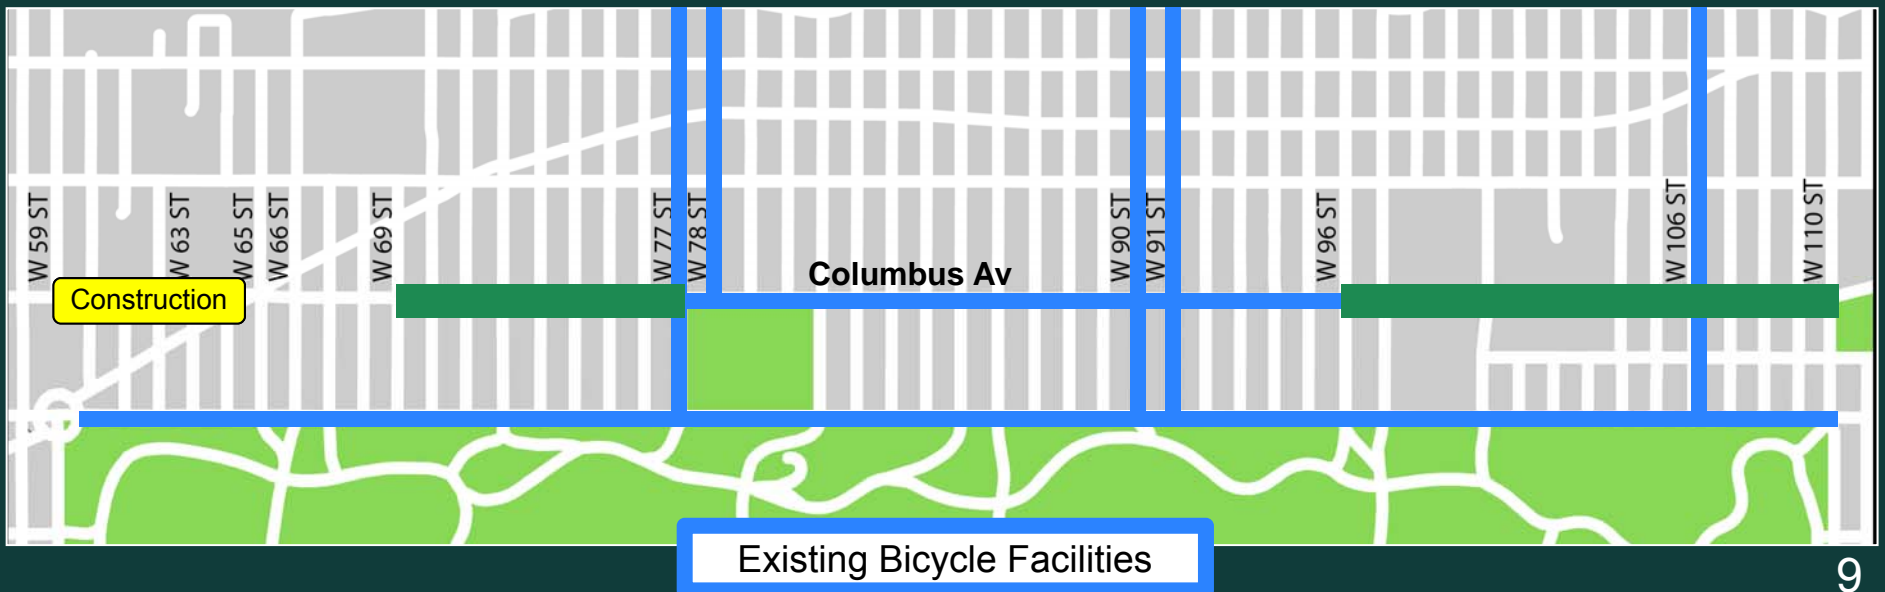 W 59 ST
W 63 ST
W 65 ST
W 66 ST
W 69 ST
W 77 ST
W 78 ST
W 90 ST
W 91 ST
W 96 ST
W 106 ST
W 110 ST
Construction
Columbus Av
Existing Bicycle Facilities
9